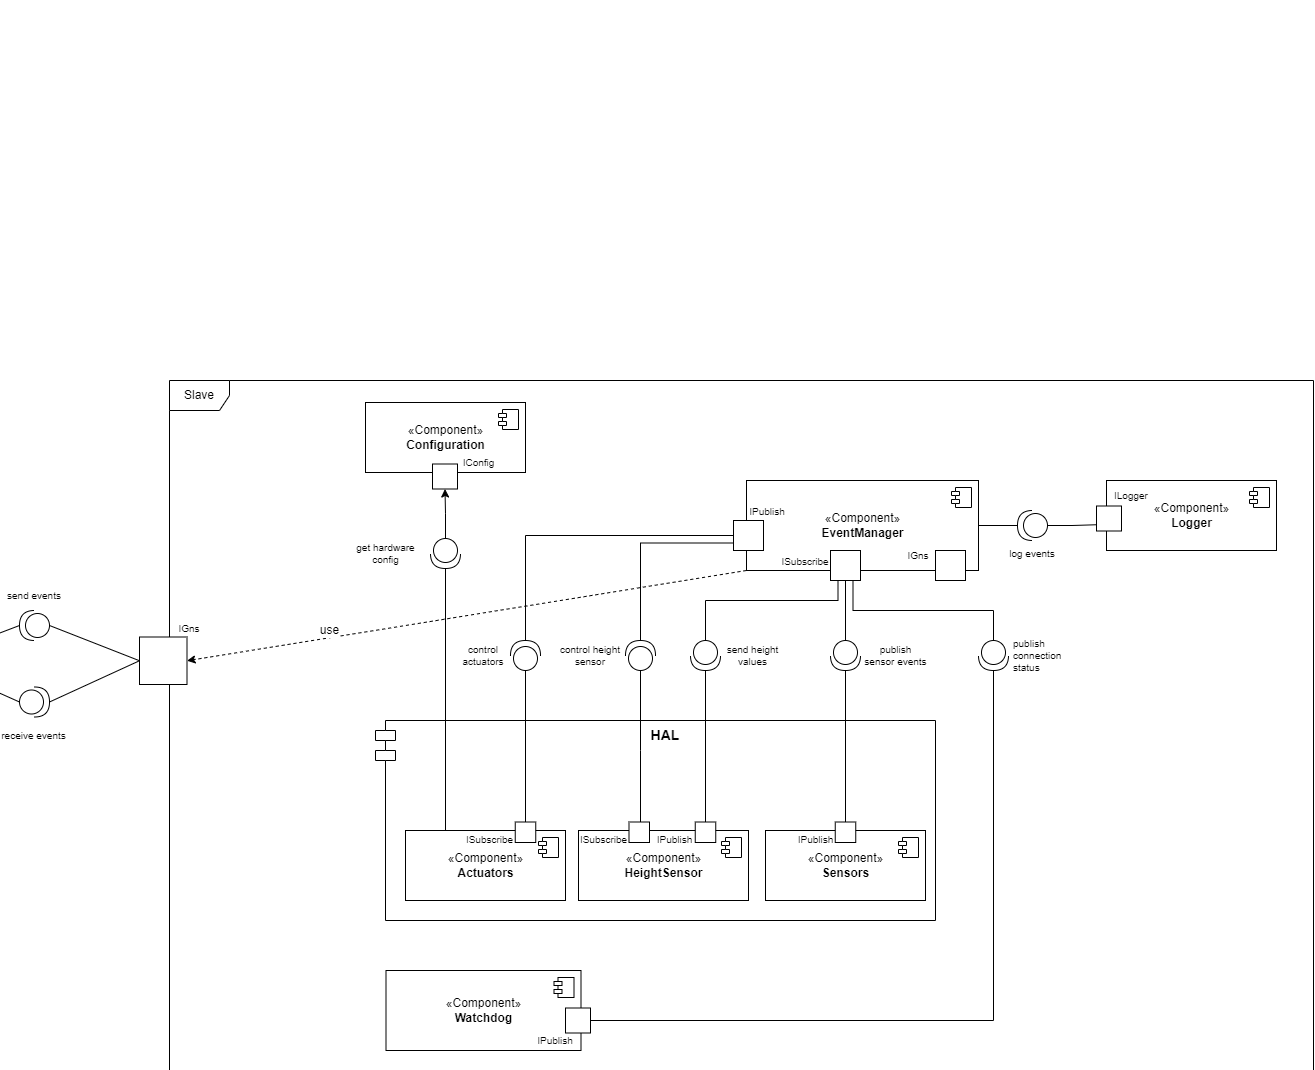 Slave
«Component»
Configuration
IConfig
get hardware
config
IPublish
«Component»
EventManager
ISubscribe
IGns
log events
ILogger
«Component»
Logger
send events
IGns
receive events
use
control
actuators
control height
sensor
send height
values
publish
sensor events
publish
connection
status
HAL
ISubscribe
«Component»
Actuators
ISubscribe
IPublish
«Component»
HeightSensor
IPublish
«Component»
Sensors
«Component»
Watchdog
IPublish